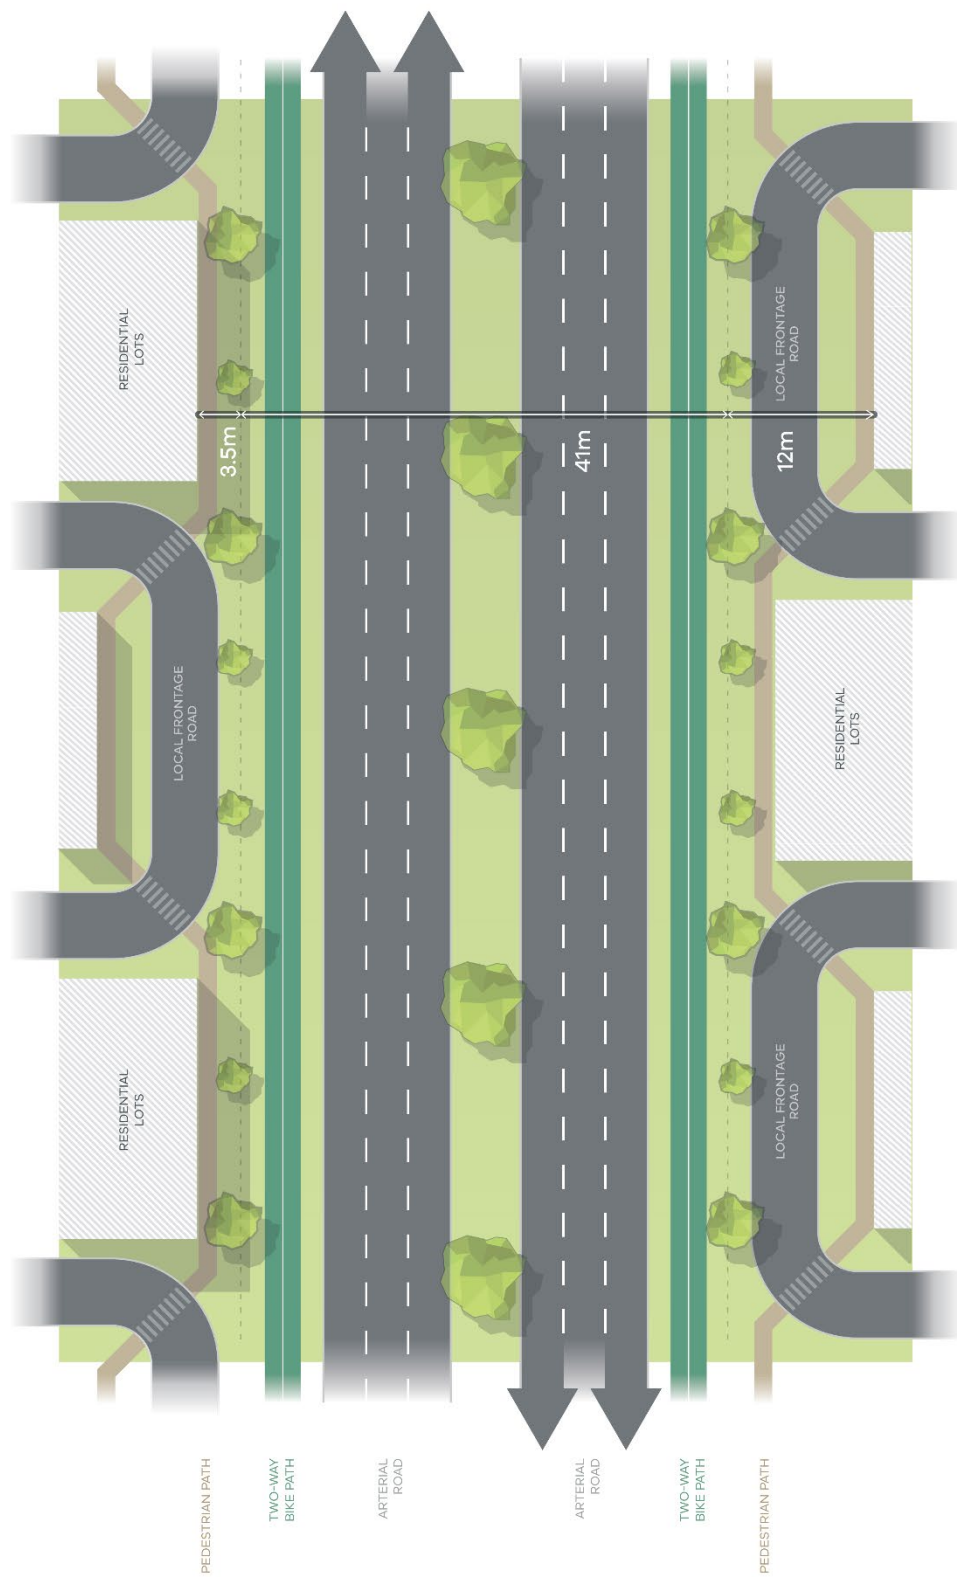 RESIDENTIAL
LOTS
LOCAL FRONTAGE
ROAD
3.5m
41m
12m
LOCAL FRONTAGE
ROAD
RESIDENTIAL
LOTS
RESIDENTIAL
LOTS
LOCAL FRONTAGE
ROAD
PEDESTRIAN PATH
TWO-WAY
BIKE PATH
ARTERIAL
ROAD
ARTERIAL
ROAD
TWO-WAY
BIKE PATH
PEDESTRIAN PATH